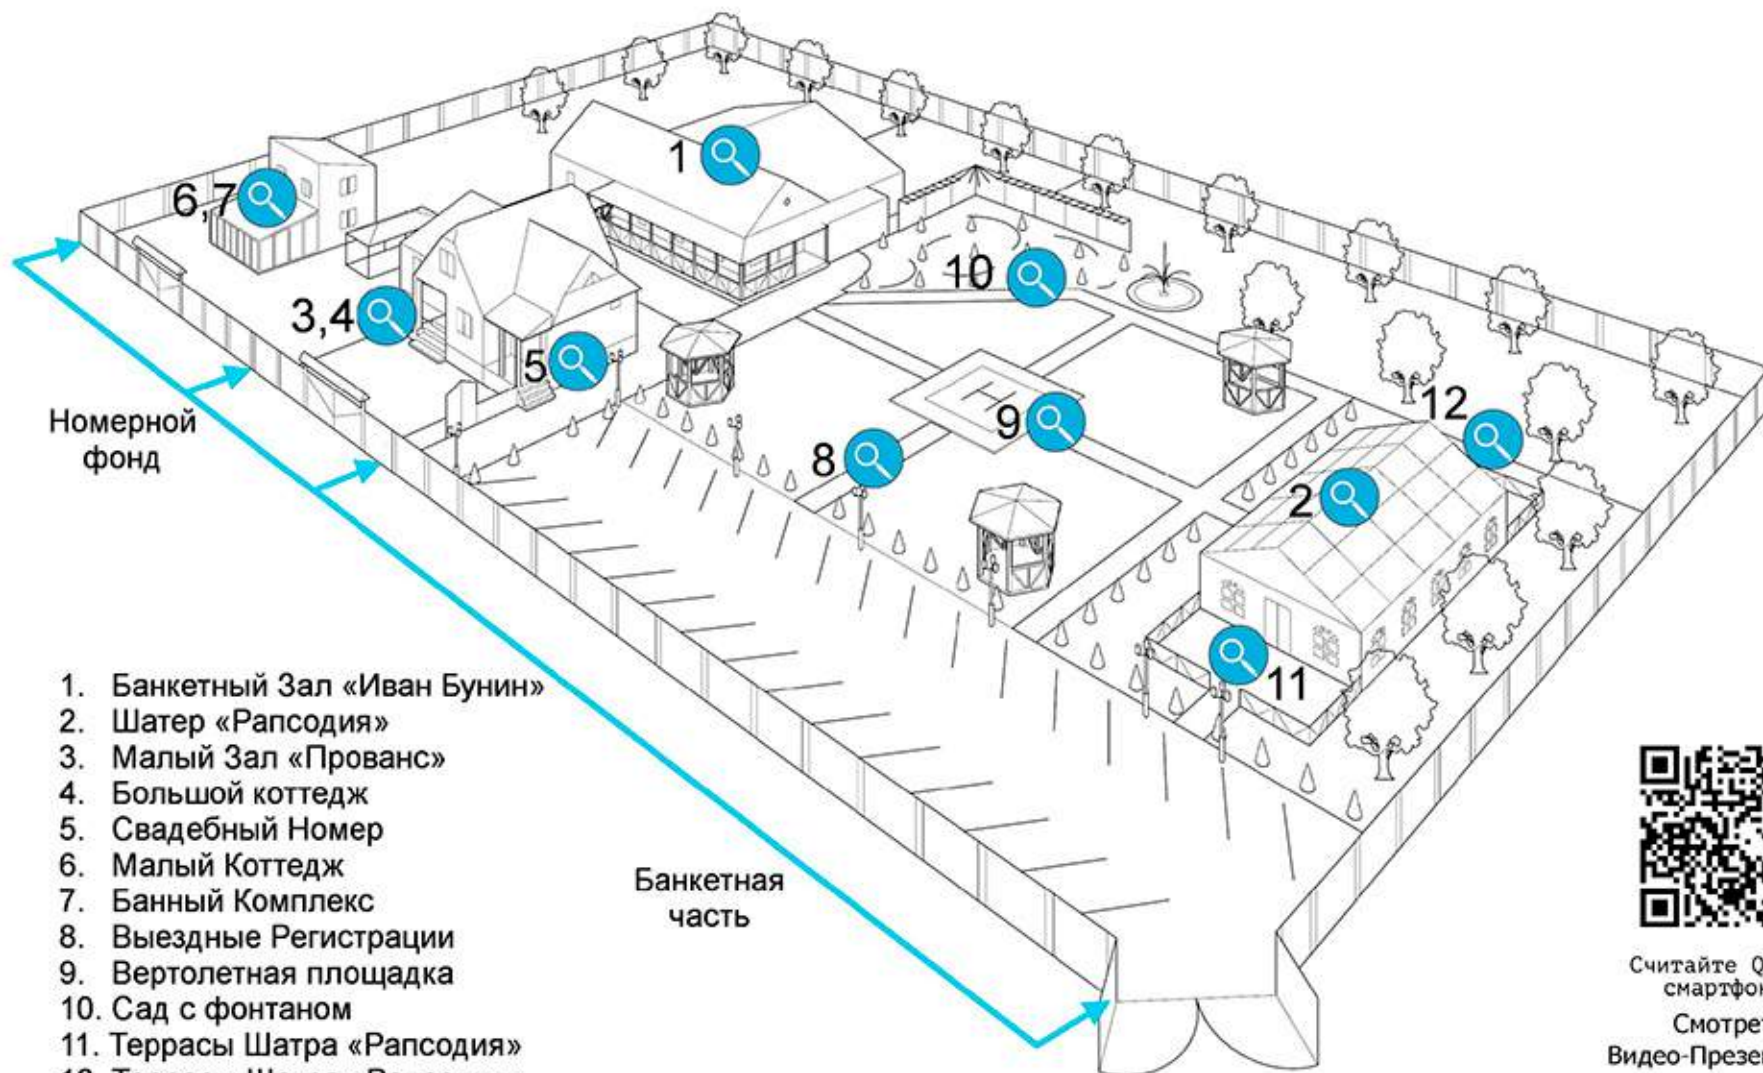 1
6,7
10
3,4
5
12
9
8
2
11
Номерной
фонд
Банкетная
часть
1. Банкетный Зал «Иван Бунин»
2. Шатер «Рапсодия»
3. Малый Зал «Прованс»
4. Большой коттедж
5. Свадебный Номер
6. Малый Коттедж
7. Банный Комплекс
8. Выездные Регистрации
9. Вертолетная площадка
10. Сад с фонтаном
11. Террасы Шатра «Рапсодия»
Считайте